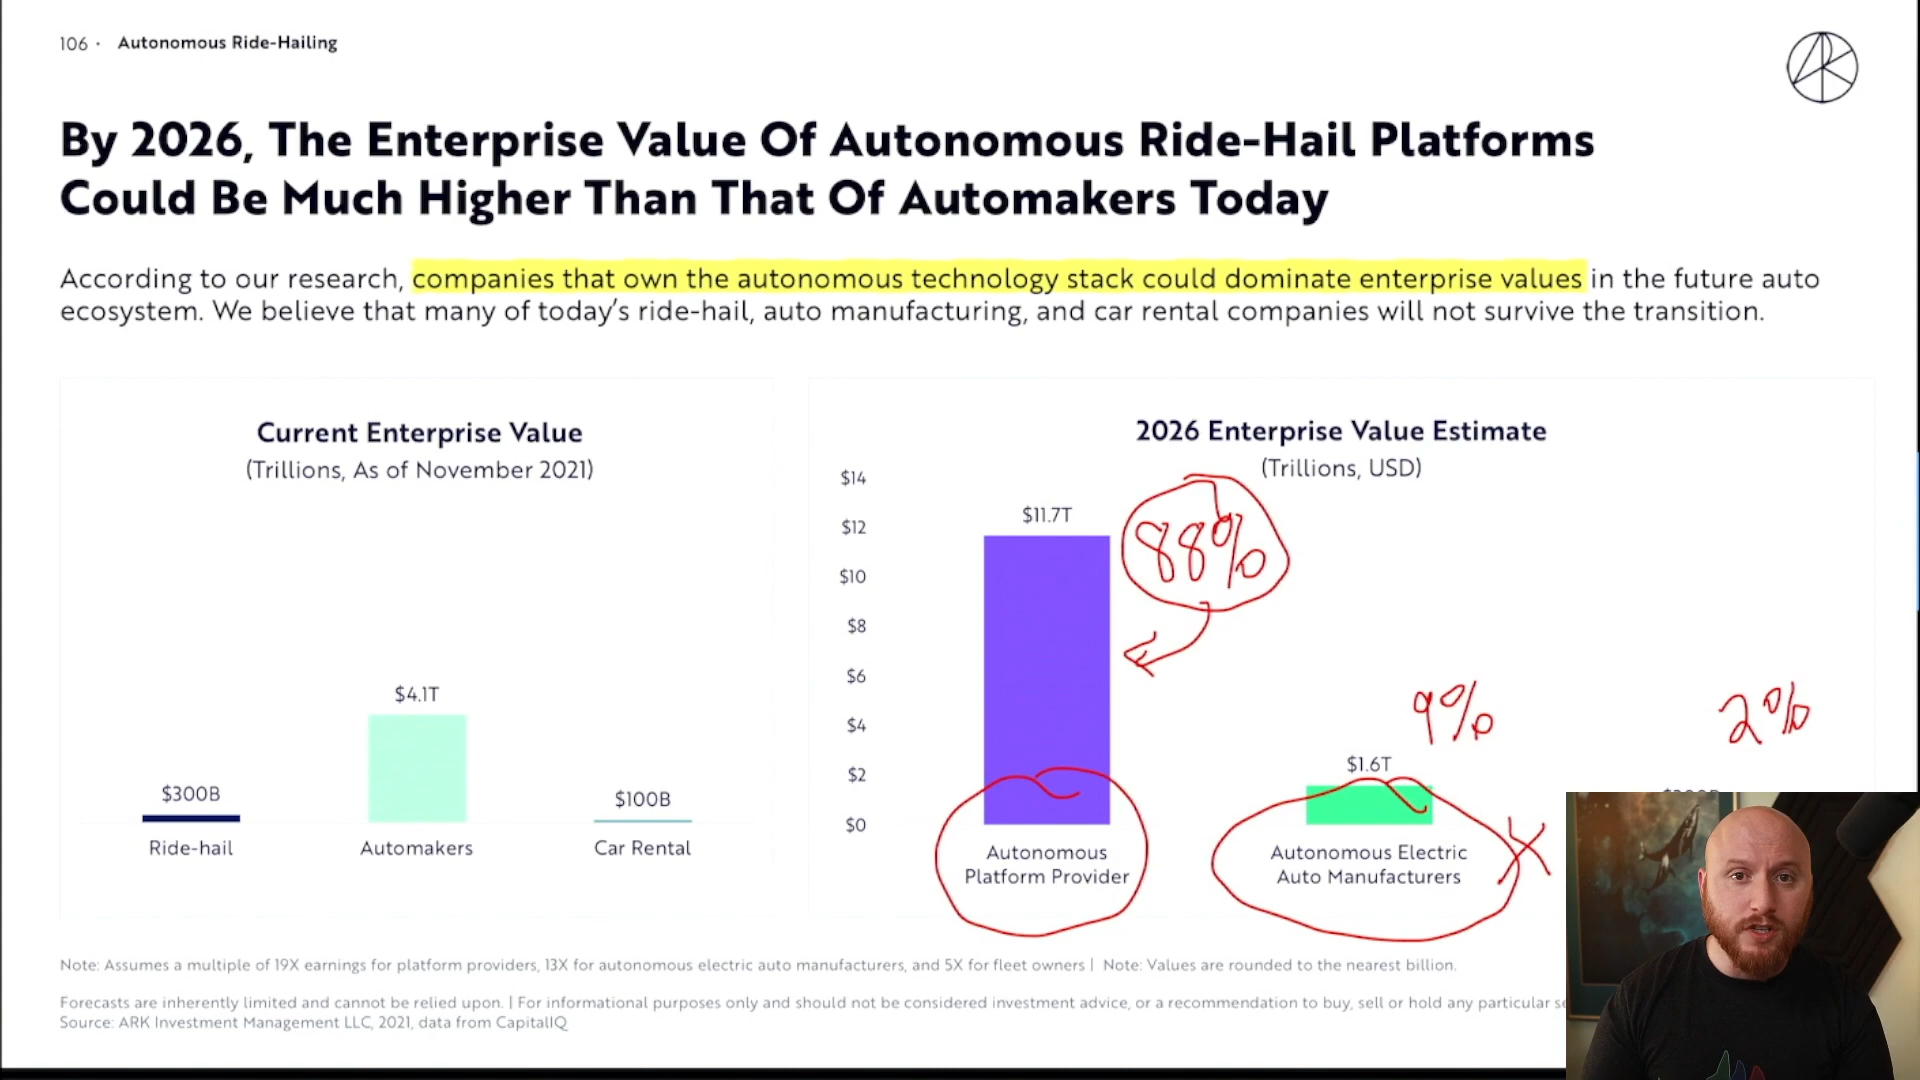 106 · Autonomous Ride-Hailing
ARK
By 2026, The Enterprise Value Of Autonomous Ride-Hail Platforms
Could Be Much Higher Than That Of Automakers Today
According to our research, companies that own the autonomous technology stack could dominate enterprise values in the future auto
ecosystem. We believe that many of today's ride-hail, auto manufacturing, and car rental companies will not survive the transition.
Current Enterprise Value
(Trillions, As of November 2021)
$4.1T
$300B
$100B
Ride-hail
Automakers
Car Rental
2026 Enterprise Value Estimate
(Trillions, USD)
$14
$12
$10
$8
$6
$4
$2
$0
$11.7T
88%
9%
2%
$1.6T
Autonomous
Platform Provider
Autonomous Electric
Auto Manufacturers
X
Note: Assumes a multiple of 19X earnings for platform providers, 13X for autonomous electric auto manufacturers, and 5X for fleet owners | Note: Values are rounded to the nearest billion.
Forecasts are inherently limited and cannot be relied upon. | For informational purposes only and should not be considered investment advice, or a recommendation to buy, sell or hold any particular
Source: ARK Investment Management LLC, 2021, data from CapitalIQ